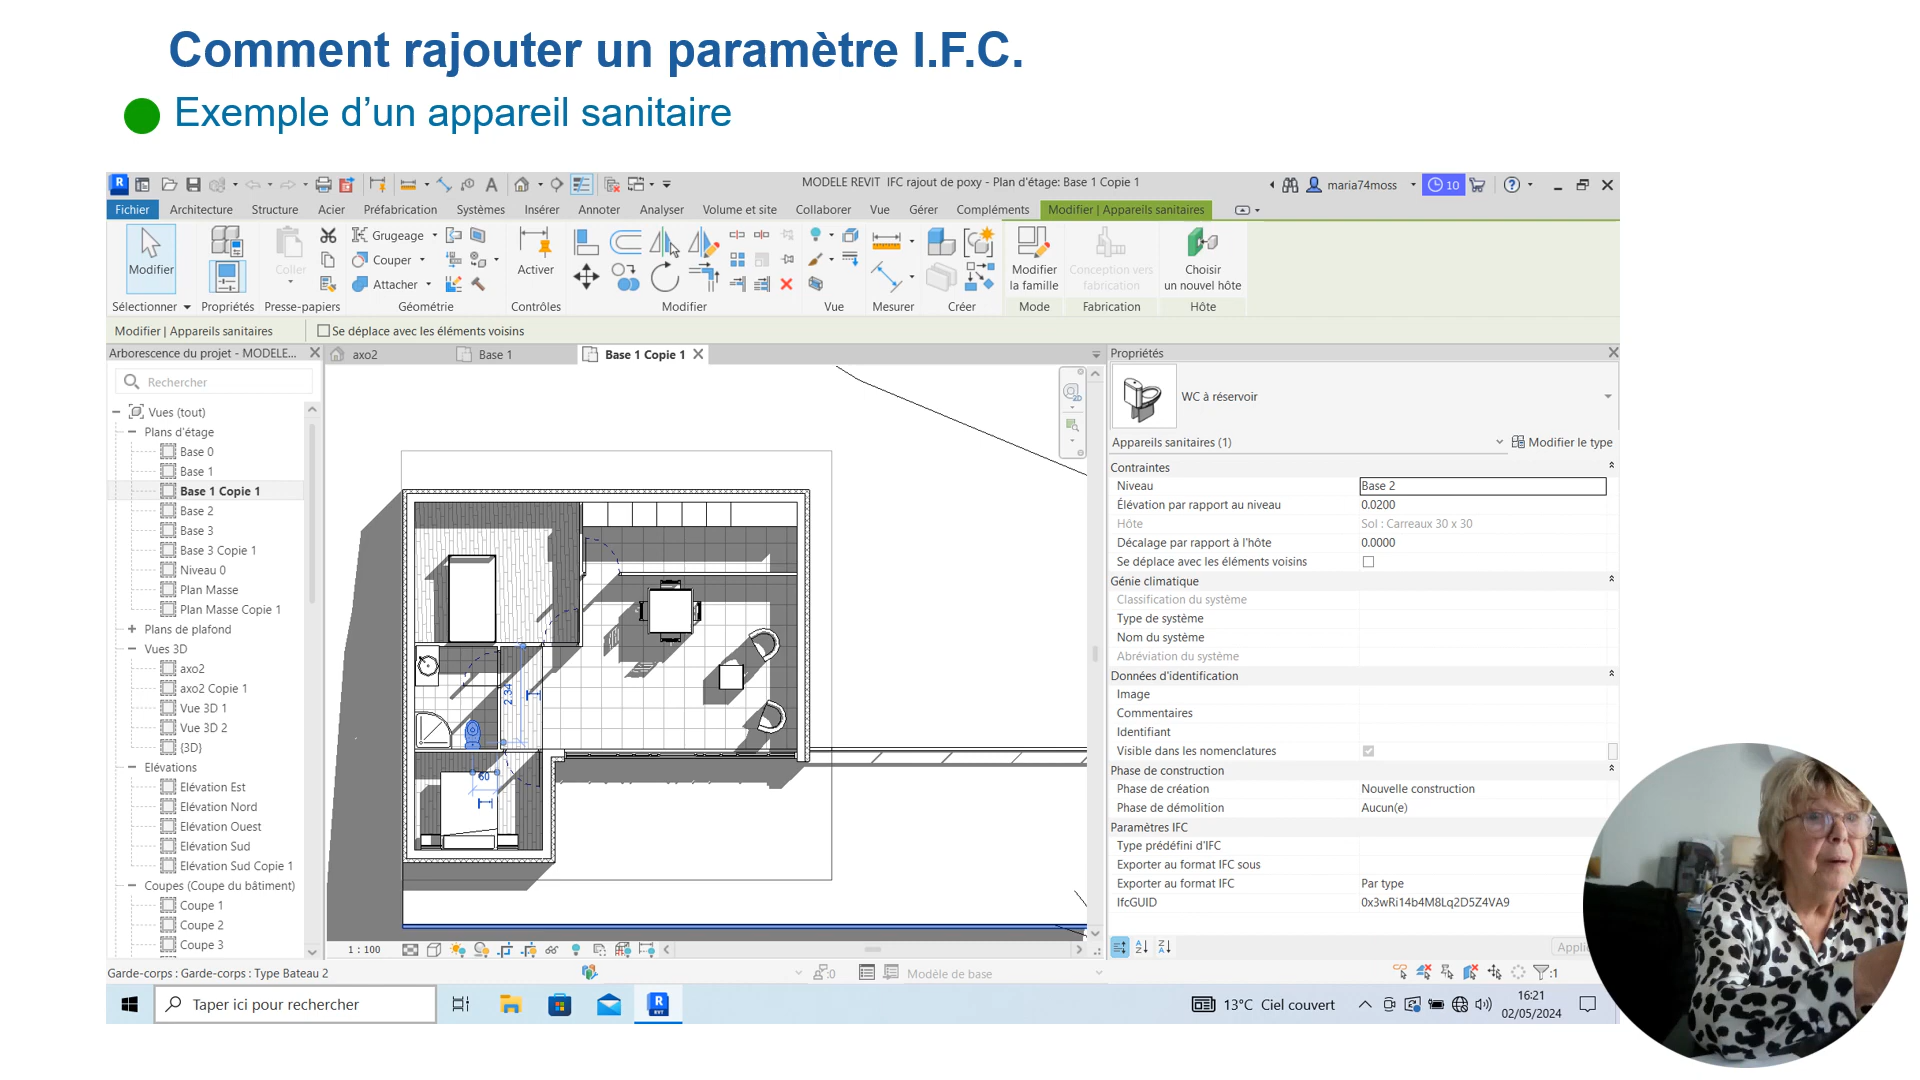 Comment rajouter un paramètre I.F.C.
Exemple d’un appareil sanitaire
MODELE REVIT IFC rajout de poxy - Plan d'étage: Base 1 Copie 1
maria74moss
10
Fichier Architecture Structure Acier Préfabrication Systèmes Insérer Annoter Analyser Volume et site Collaborer Vue Gérer Compléments Modifier | Appareils sanitaires
Modifier
Coller
Grugeage
Couper
Attacher
Activer
Modifier la famille
Conception vers fabrication
Choisir un nouvel hôte
Sélectionner Propriétés Presse-papiers Géométrie Contrôles Modifier Vue Mesurer Créer Mode Fabrication Hôte
Modifier | Appareils sanitaires
Se déplace avec les éléments voisins
Arborescence du projet - MODELE...
axo2
Base 1
Base 1 Copie 1
Rechercher
Vues (tout)
Plans d'étage
Base 0
Base 1
Base 1 Copie 1
Base 2
Base 3
Base 3 Copie 1
Niveau 0
Plan Masse
Plan Masse Copie 1
Plans de plafond
Vues 3D
axo2
axo2 Copie 1
Vue 3D 1
Vue 3D 2
(3D)
Elévations
Elévation Est
Elévation Nord
Elévation Ouest
Elévation Sud
Elévation Sud Copie 1
Coupes (Coupe du bâtiment)
Coupe 1
Coupe 2
Coupe 3
2.34
60
2D
1 : 100
Propriétés
WC à réservoir
Appareils sanitaires (1)
Modifier le type
Contraintes
Niveau Base 2
Élévation par rapport au niveau 0.0200
Hôte Sol : Carreaux 30 x 30
Décalage par rapport à l'hôte 0.0000
Se déplace avec les éléments voisins
Génie climatique
Classification du système
Type de système
Nom du système
Abréviation du système
Données d'identification
Image
Commentaires
Identifiant
Visible dans les nomenclatures
Phase de construction
Phase de création Nouvelle construction
Phase de démolition Aucun(e)
Paramètres IFC
Type prédéfini d'IFC
Exporter au format IFC sous
Exporter au format IFC Par type
IfcGUID 0x3wRi14b4M8Lq2D5Z4VA9
Appli
Garde-corps : Garde-corps : Type Bateau 2
:0
Modèle de base
:1
Taper ici pour rechercher
13°C Ciel couvert
16:21
02/05/2024